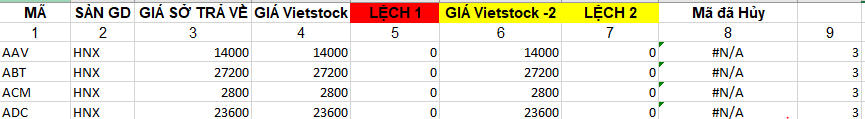 MÃ SÀN GD GIÁ SỞ TRẢ VỀ GIÁ Vietstock LỆCH 1 GIÁ Vietstock -2 LỆCH 2 Mã đã Hủy
1 2 3 4 5 6 7 8 9
AAV HNX 14000 14000 0 14000 0 #N/A 3
ABT HNX 27200 27200 0 27200 0 #N/A 3
ACM HNX 2800 2800 0 2800 0 #N/A 3
ADC HNX 23600 23600 0 23600 0 #N/A 3